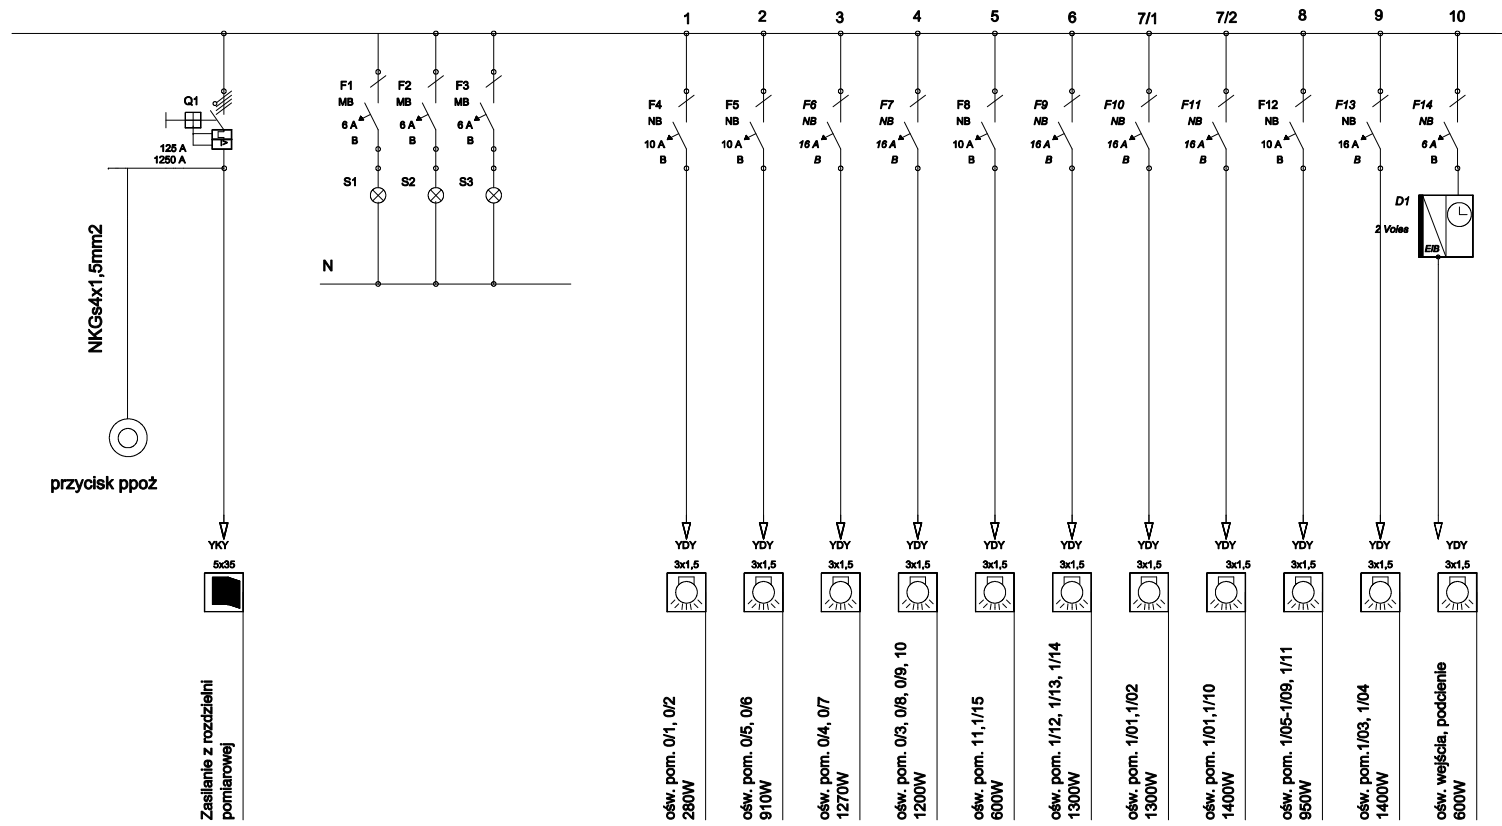 1 2 3 4 5 6 7/1 7/2 8 9 10
Q1
125 A
1250 A
NKGs4x1,5mm2
przycisk ppoż
F1 F2 F3
MB MB MB
6 A 6 A 6 A
B B B
S1 S2 S3
N
F4 F5 F6 F7 F8 F9 F10 F11 F12 F13 F14
NB NB NB NB NB NB NB NB NB NB NB
10 A 10 A 16 A 16 A 10 A 16 A 16 A 16 A 10 A 16 A 6 A
B B B B B B B B B B B
D1
2 Voies
EIB
YKY YDY YDY YDY YDY YDY YDY YDY YDY YDY YDY YDY
5x35 3x1,5 3x1,5 3x1,5 3x1,5 3x1,5 3x1,5 3x1,5 3x1,5 3x1,5 3x1,5 3x1,5
Zasilanie z rozdzielni
pomiarowej
ośw. pom. 0/1, 0/2
280W
ośw. pom. 0/5, 0/6
910W
ośw. pom. 0/4, 0/7
1270W
ośw. pom. 0/3, 0/8, 0/9, 10
1200W
ośw. pom. 11,1/15
600W
ośw. pom. 1/12, 1/13, 1/14
1300W
ośw. pom. 1/01,1/02
1300W
ośw. pom. 1/01,1/10
1400W
ośw. pom. 1/05-1/09, 1/11
950W
ośw. pom.1/03, 1/04
1400W
ośw. wejścia, podcienie
600W